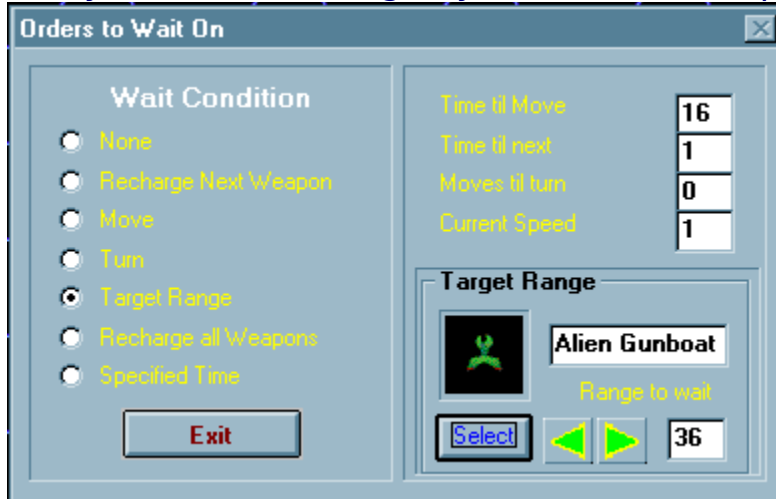 Orders to Wait On
Wait Condition
None
Recharge Next Weapon
Move
Turn
Target Range
Recharge all Weapons
Specified Time
Exit
Time til Move 16
Time til next 1
Moves til turn 0
Current Speed 1
Target Range
Alien Gunboat
Range to wait
Select 36